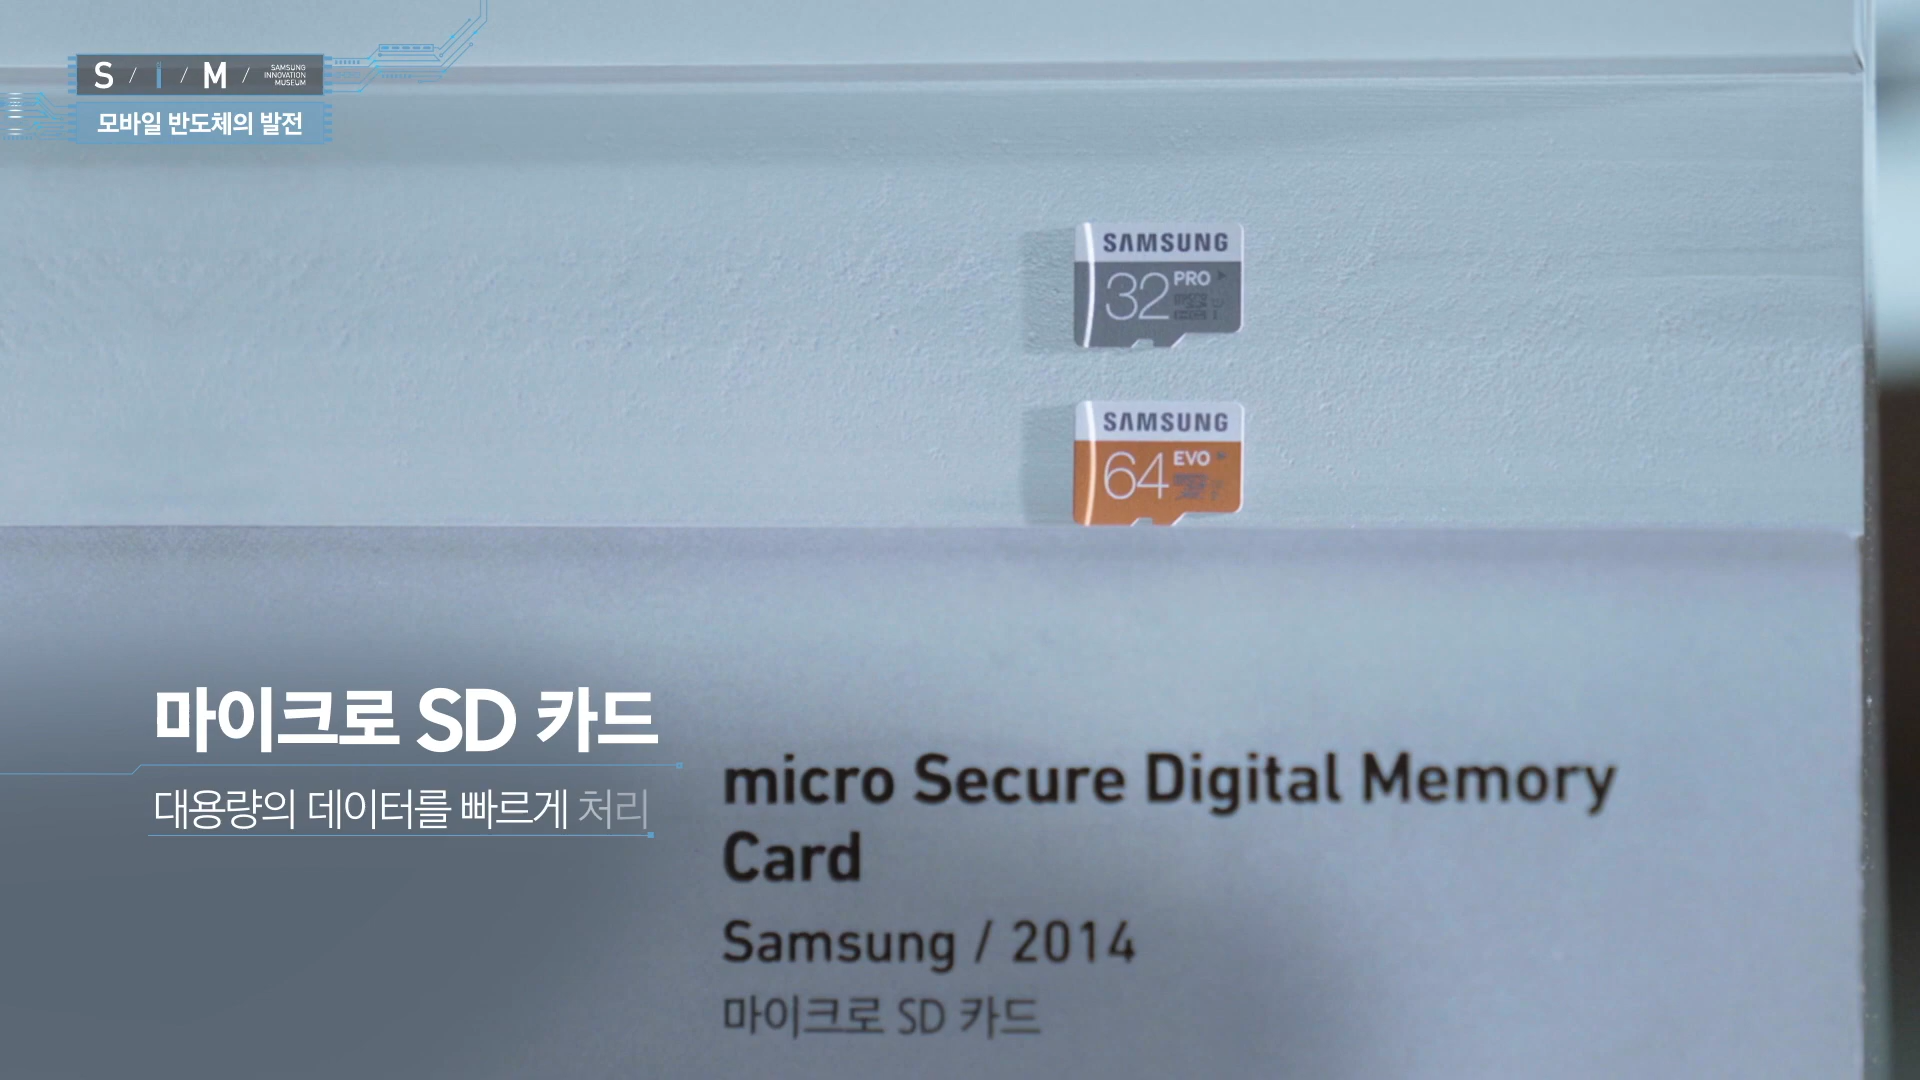 S / i / M /
SAMSUNG
INNOVATION
MUSEUM
모바일 반도체의 발전
SAMSUNG
32 PRO
SAMSUNG
64 EVO
마이크로 SD 카드
대용량의 데이터를 빠르게 처리
micro Secure Digital Memory
Card
Samsung / 2014
마이크로 SD 카드